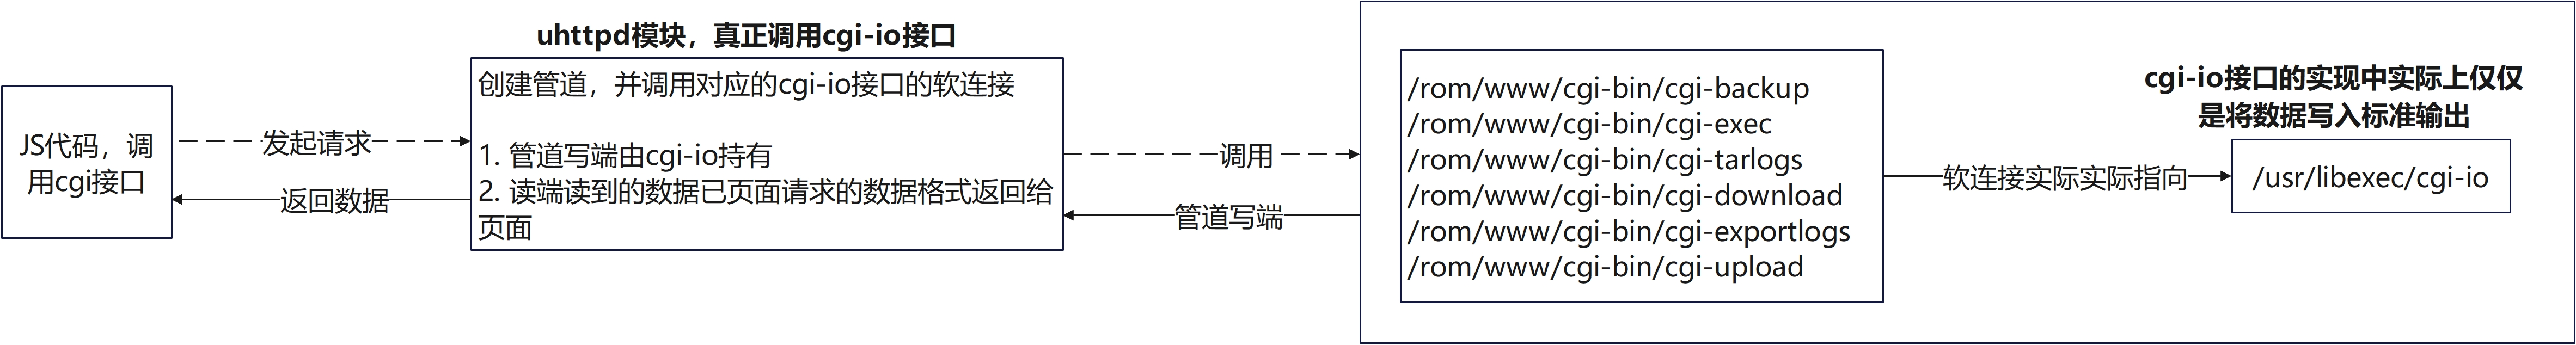 JS代码，调
用cgi接口
发起请求
返回数据
uhttpd模块，真正调用cgi-io接口
创建管道，并调用对应的cgi-io接口的软连接
1. 管道写端由cgi-io持有
2. 读端读到的数据已页面请求的数据格式返回给
页面
调用
管道写端
/rom/www/cgi-bin/cgi-backup
/rom/www/cgi-bin/cgi-exec
/rom/www/cgi-bin/cgi-tarlogs
/rom/www/cgi-bin/cgi-download
/rom/www/cgi-bin/cgi-exportlogs
/rom/www/cgi-bin/cgi-upload
软连接实际实际指向
cgi-io接口的实现中实际上仅仅
是将数据写入标准输出
/usr/libexec/cgi-io